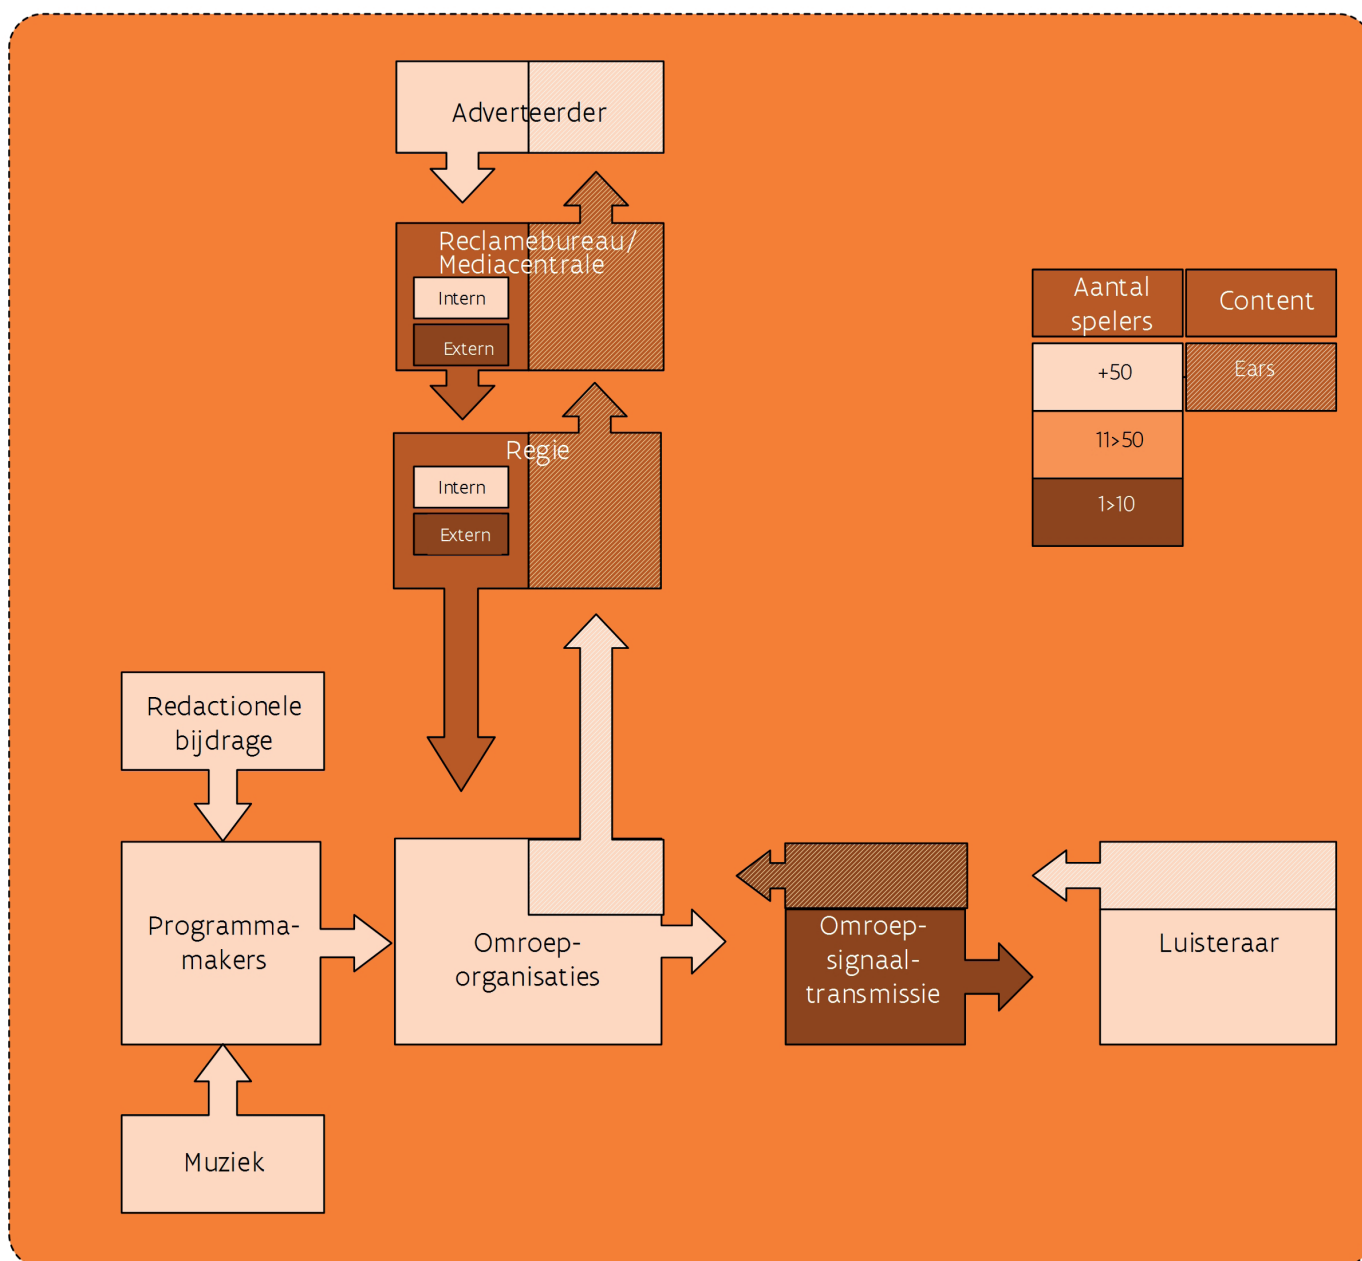 Adverteerder
Reclamebureau/
Mediacentrale
Intern
Extern
Regie
Intern
Extern
Aantal
spelers
Content
+50
Ears
11>50
1>10
Redactionele
bijdrage
Programma-
makers
Omroep-
organisaties
Omroep-
signaal-
transmissie
Luisteraar
Muziek